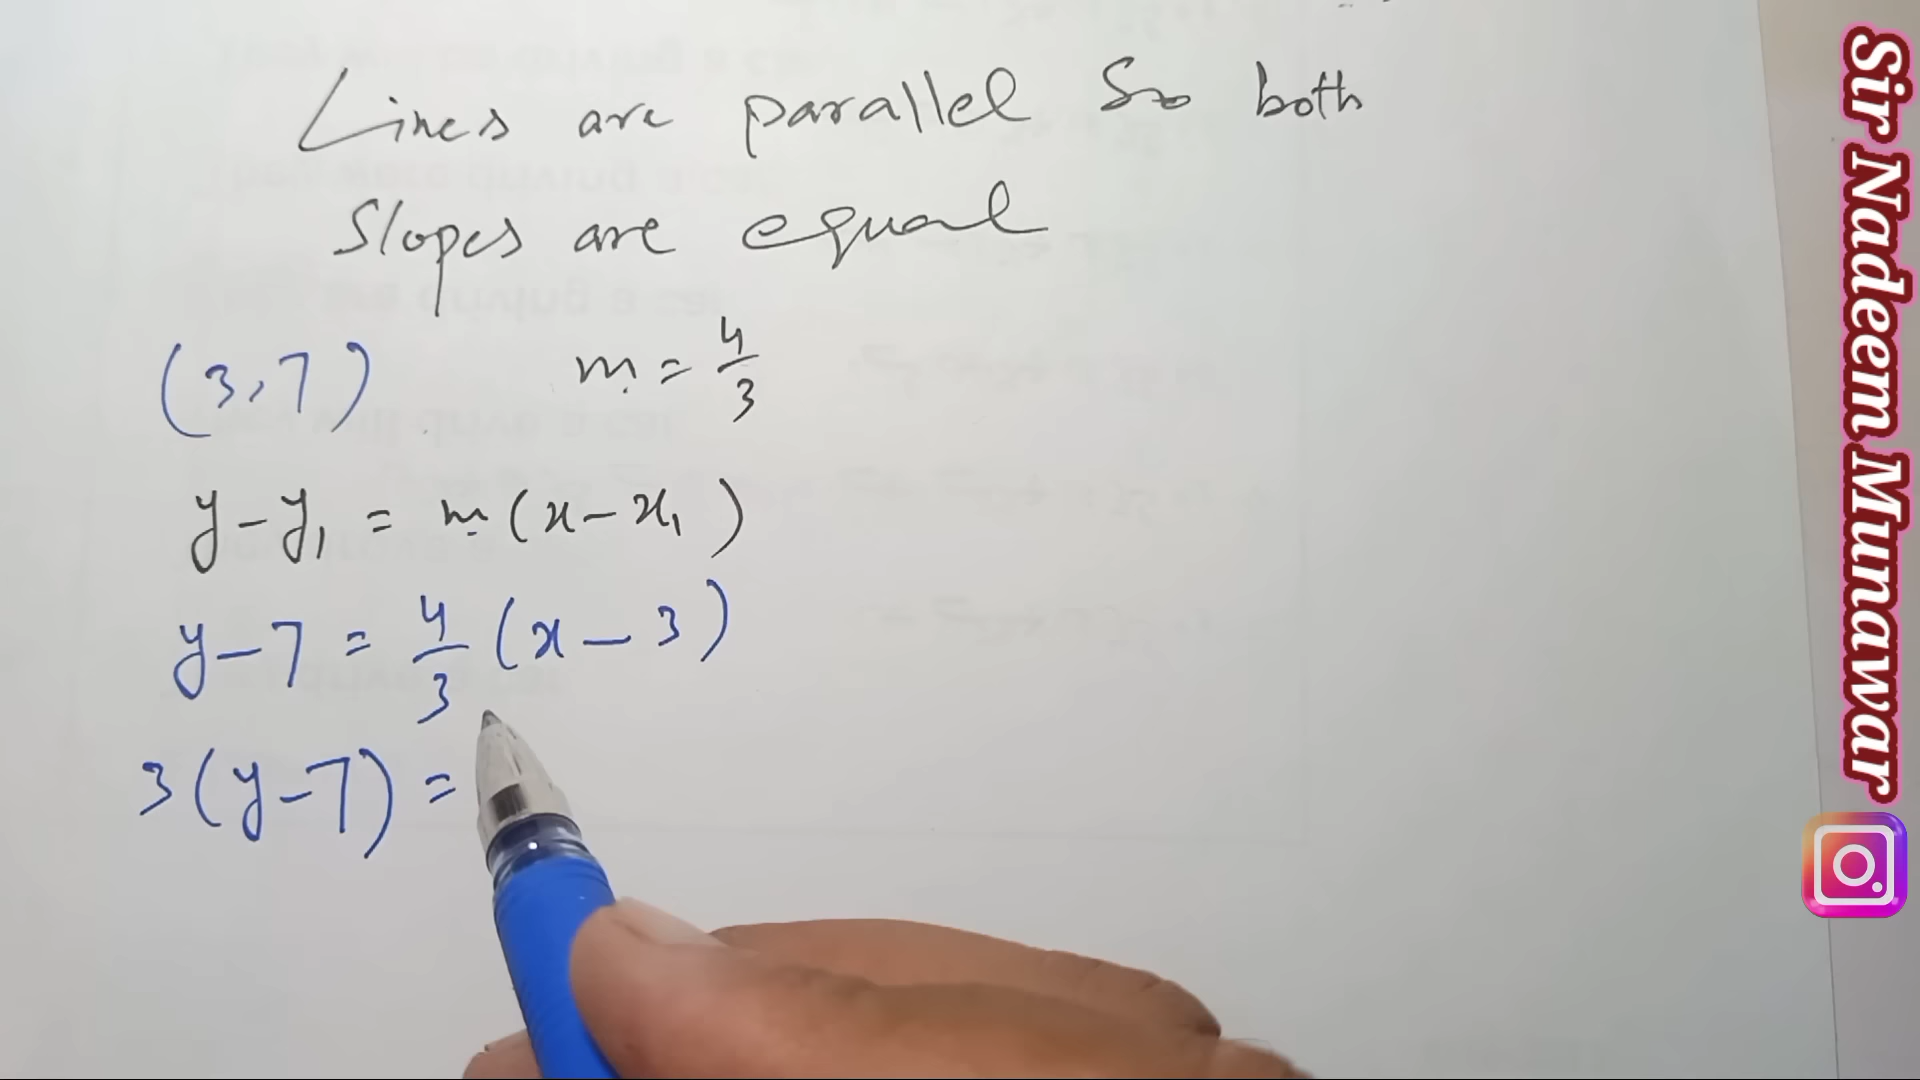 Lines are parallel So both
Slopes are equal
(3,7) m = 4/3
y - y₁ = m (x - x₁)
y - 7 = 4/3 (x - 3)
3(y - 7) =
Sir Nadeem Munawar